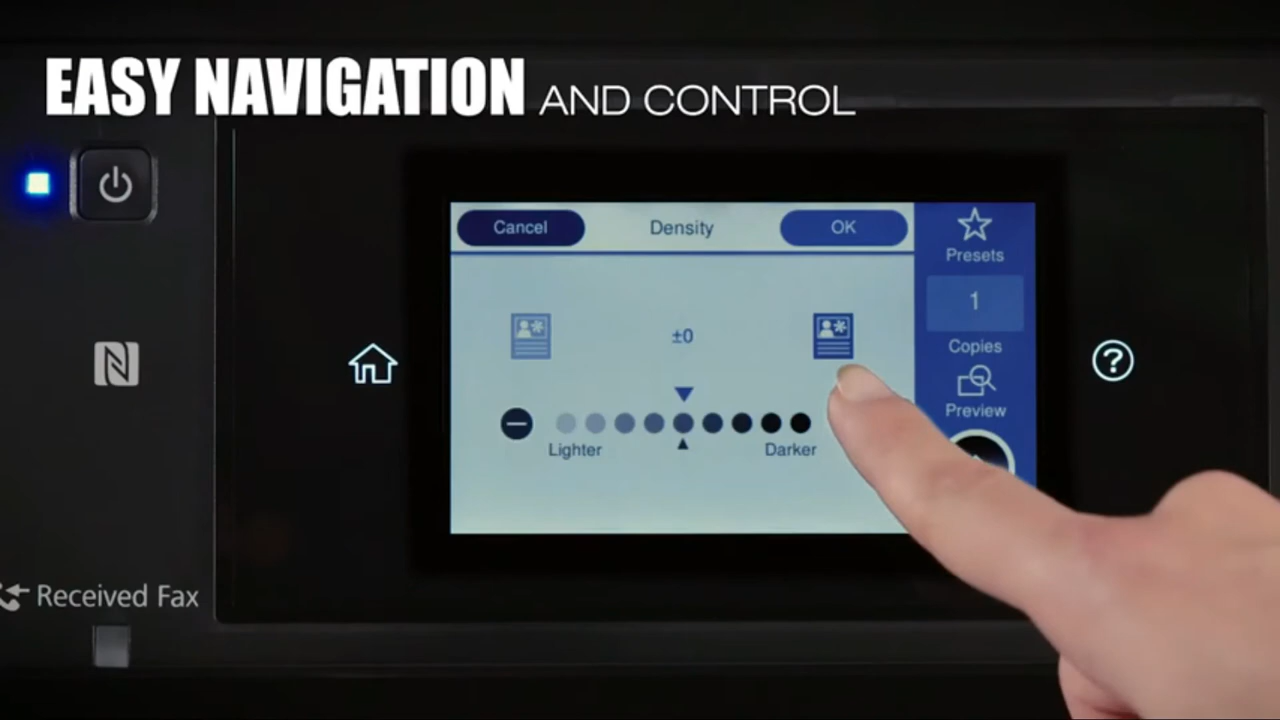 EASY NAVIGATION AND CONTROL
Cancel
Density
OK
Presets
1
Copies
Preview
±0
Lighter
Darker
Received Fax